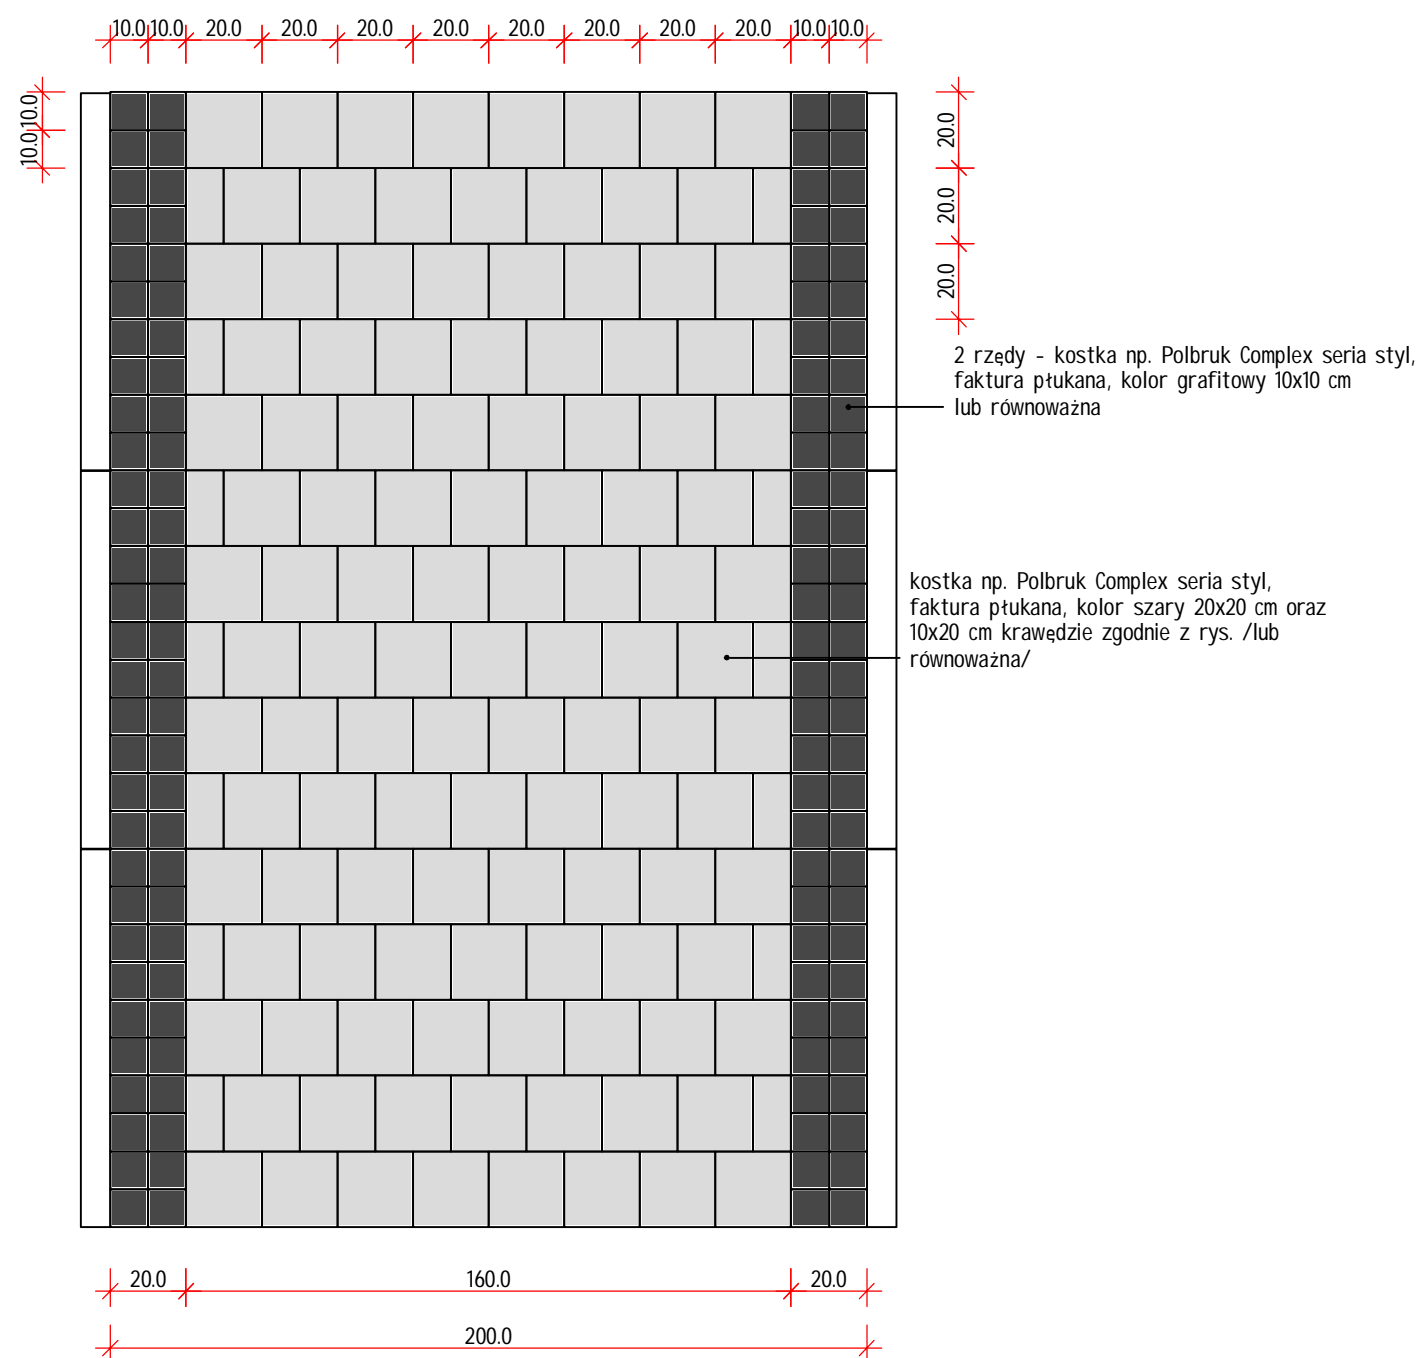 10.0 10.0 20.0 20.0 20.0 20.0 20.0 20.0 20.0 20.0 10.0 10.0
10.0
10.0
20.0
20.0
20.0
2 rzędy - kostka np. Polbruk Complex seria styl,
faktura płukana, kolor grafitowy 10x10 cm
lub równoważna
kostka np. Polbruk Complex seria styl,
faktura płukana, kolor szary 20x20 cm oraz
10x20 cm krawędzie zgodnie z rys. /lub
równoważna/
20.0 160.0 20.0
200.0